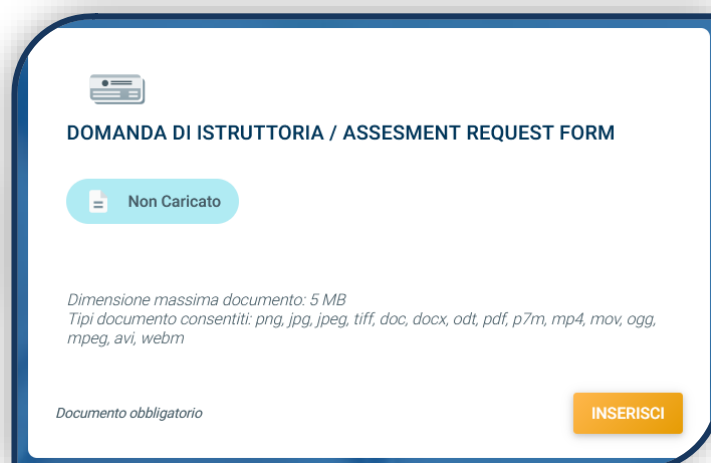 DOMANDA DI ISTRUTTORIA / ASSESMENT REQUEST FORM
Non Caricato
Dimensione massima documento: 5 MB
Tipi documento consentiti: png, jpg, jpeg, tiff, doc, docx, odt, pdf, p7m, mp4, mov, ogg,
mpeg, avi, webm
Documento obbligatorio
INSERISCI